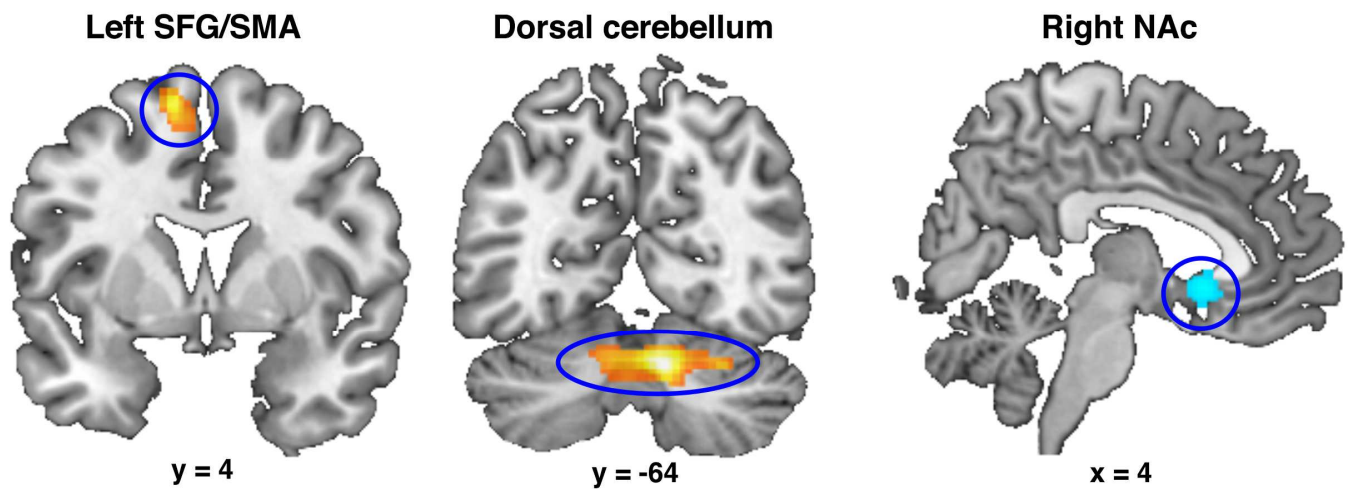 Left SFG/SMA
Dorsal cerebellum
Right NAc
y = 4
y = -64
x = 4